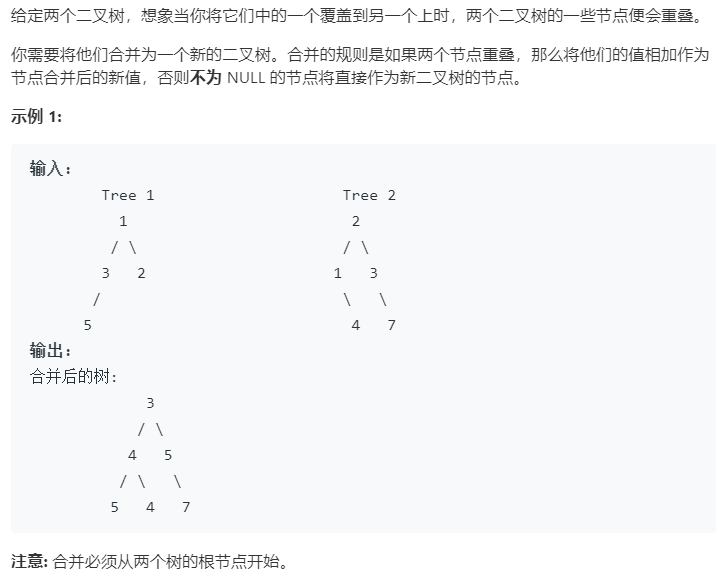 给定两个二叉树，想象当你将它们中的一个覆盖到另一个上时，两个二叉树的一些节点便会重叠。
你需要将他们合并为一个新的二叉树。合并的规则是如果两个节点重叠，那么将他们的值相加作为
节点合并后的新值，否则不为 NULL 的节点将直接作为新二叉树的节点。
示例 1:
输入:
Tree 1                     Tree 2
1                         2
/ \                       / \
3   2                     1   3
/                           \   \
5                             4   7
输出:
合并后的树:
3
/ \
4   5
/ \   \
5   4   7
注意: 合并必须从两个树的根节点开始。